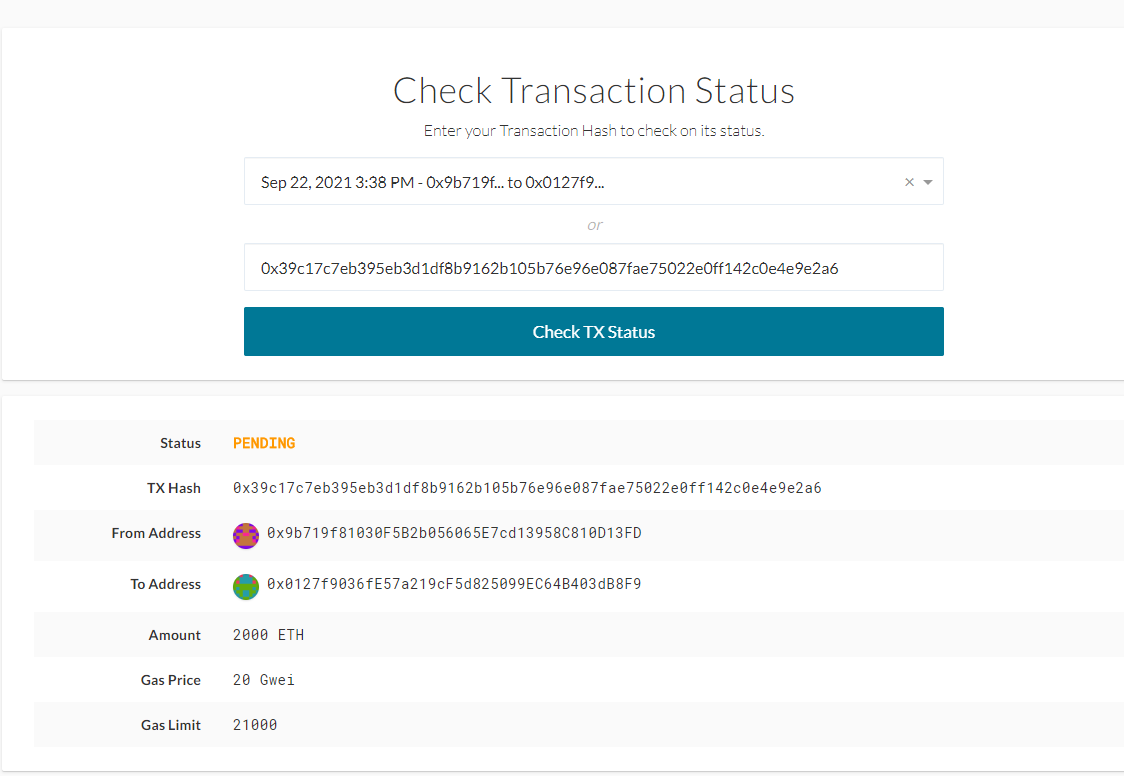 Check Transaction Status
Enter your Transaction Hash to check on its status.
Sep 22, 2021 3:38 PM - 0x9b719f... to 0x0127f9...
or
0x39c17c7eb395eb3d1df8b9162b105b76e96e087fae75022e0ff142c0e4e9e2a6
Check TX Status
Status PENDING
TX Hash 0x39c17c7eb395eb3d1df8b9162b105b76e96e087fae75022e0ff142c0e4e9e2a6
From Address 0x9b719f81030F5B2b056065E7cd13958C810D13FD
To Address 0x0127f9036fE57a219cF5d825099EC64B403dB8F9
Amount 2000 ETH
Gas Price 20 Gwei
Gas Limit 21000